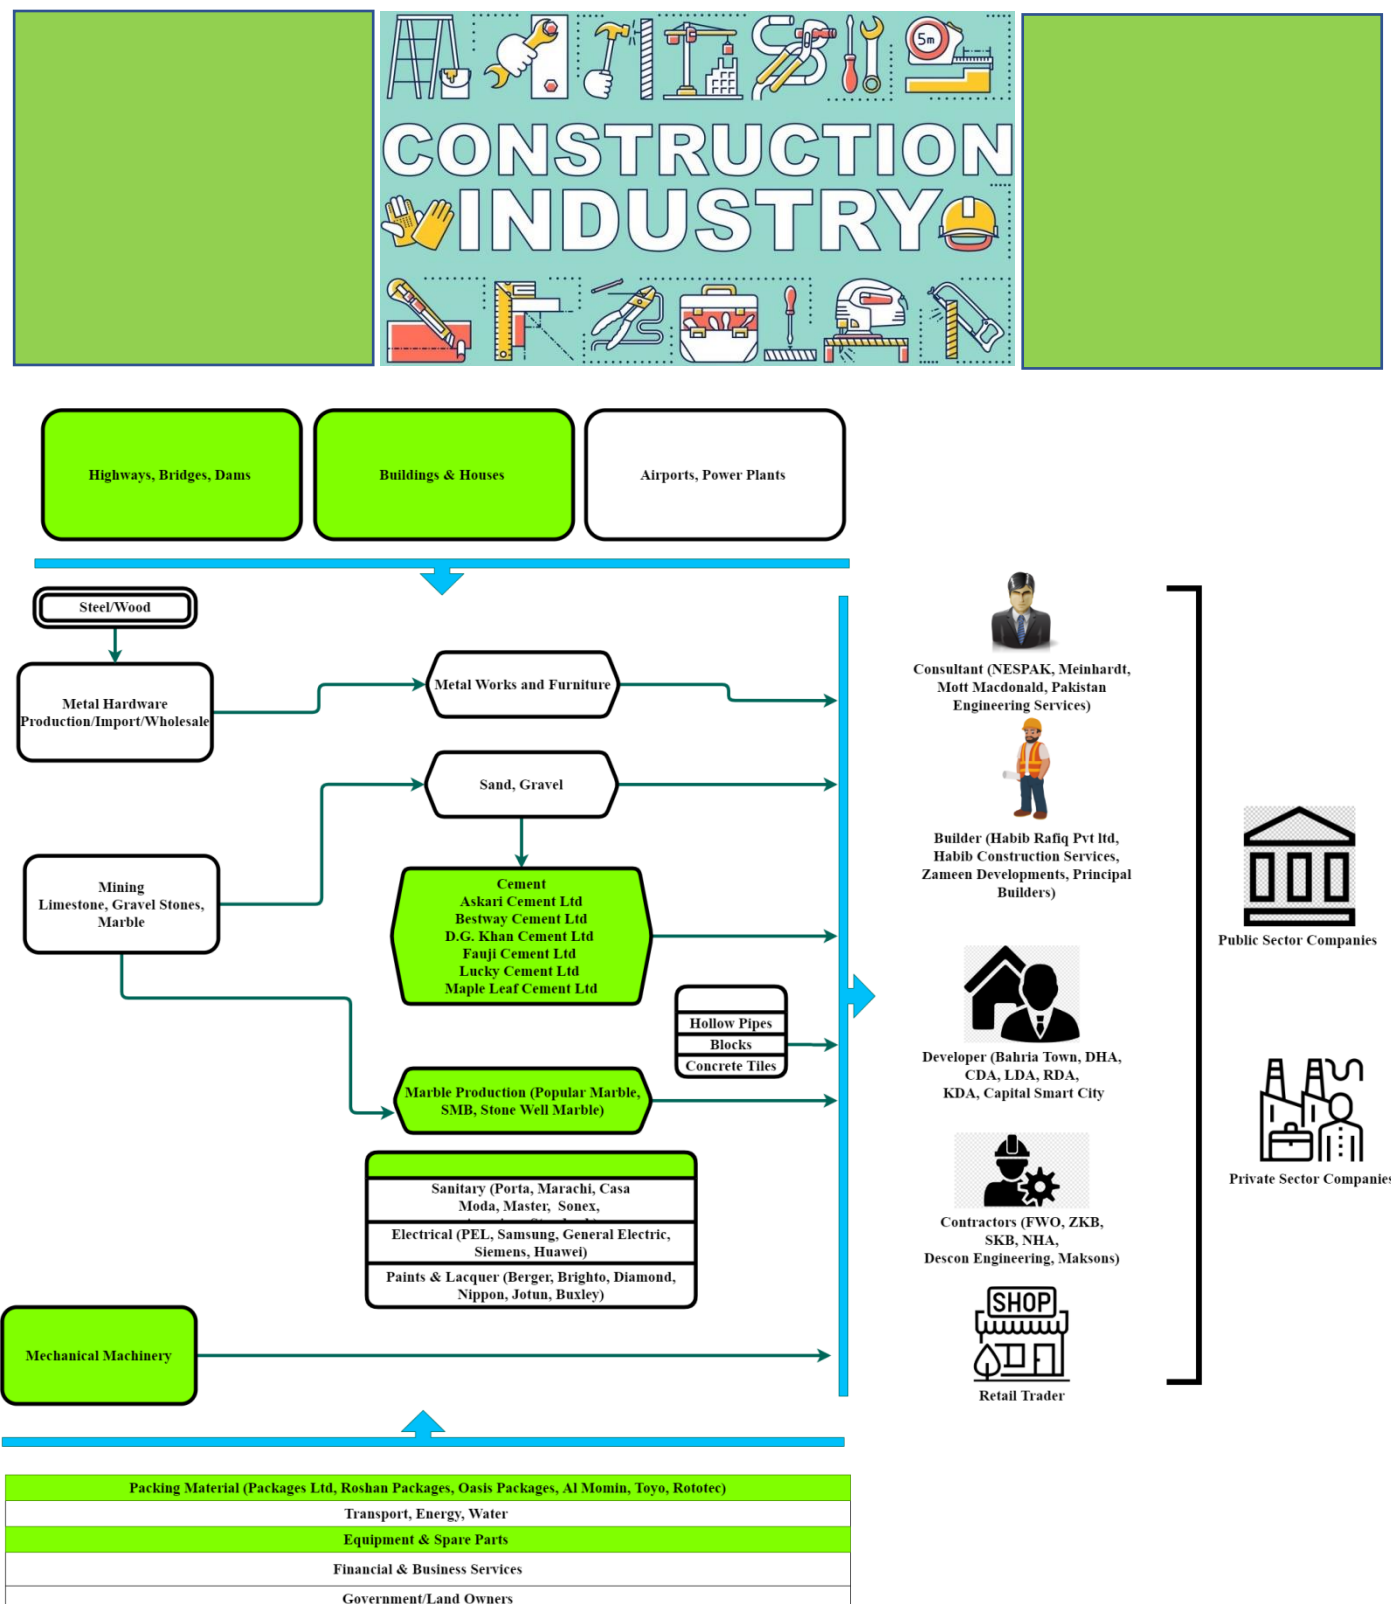 5m
CONSTRUCTION
INDUSTRY
Highways, Bridges, Dams
Buildings & Houses
Airports, Power Plants
Steel/Wood
Metal Hardware
Production/Import/Wholesale
Metal Works and Furniture
Sand, Gravel
Mining
Limestone, Gravel Stones,
Marble
Cement
Askari Cement Ltd
Bestway Cement Ltd
D.G. Khan Cement Ltd
Fauji Cement Ltd
Lucky Cement Ltd
Maple Leaf Cement Ltd
Hollow Pipes
Blocks
Concrete Tiles
Marble Production (Popular Marble,
SMB, Stone Well Marble)
Sanitary (Porta, Marachi, Casa
Moda, Master, Sonex,
Electrical (PEL, Samsung, General Electric,
Siemens, Huawei)
Paints & Lacquer (Berger, Brighto, Diamond,
Nippon, Jotun, Buxley)
Mechanical Machinery
Consultant (NESPAK, Meinhardt,
Mott Macdonald, Pakistan
Engineering Services)
Builder (Habib Rafiq Pvt ltd,
Habib Construction Services,
Zameen Developments, Principal
Builders)
Developer (Bahria Town, DHA,
CDA, LDA, RDA,
KDA, Capital Smart City
Contractors (FWO, ZKB,
SKB, NHA,
Descon Engineering, Maksons)
SHOP
Retail Trader
Public Sector Companies
Private Sector Companies
Packing Material (Packages Ltd, Roshan Packages, Oasis Packages, Al Momin, Toyo, Rototec)
Transport, Energy, Water
Equipment & Spare Parts
Financial & Business Services
Government/Land Owners